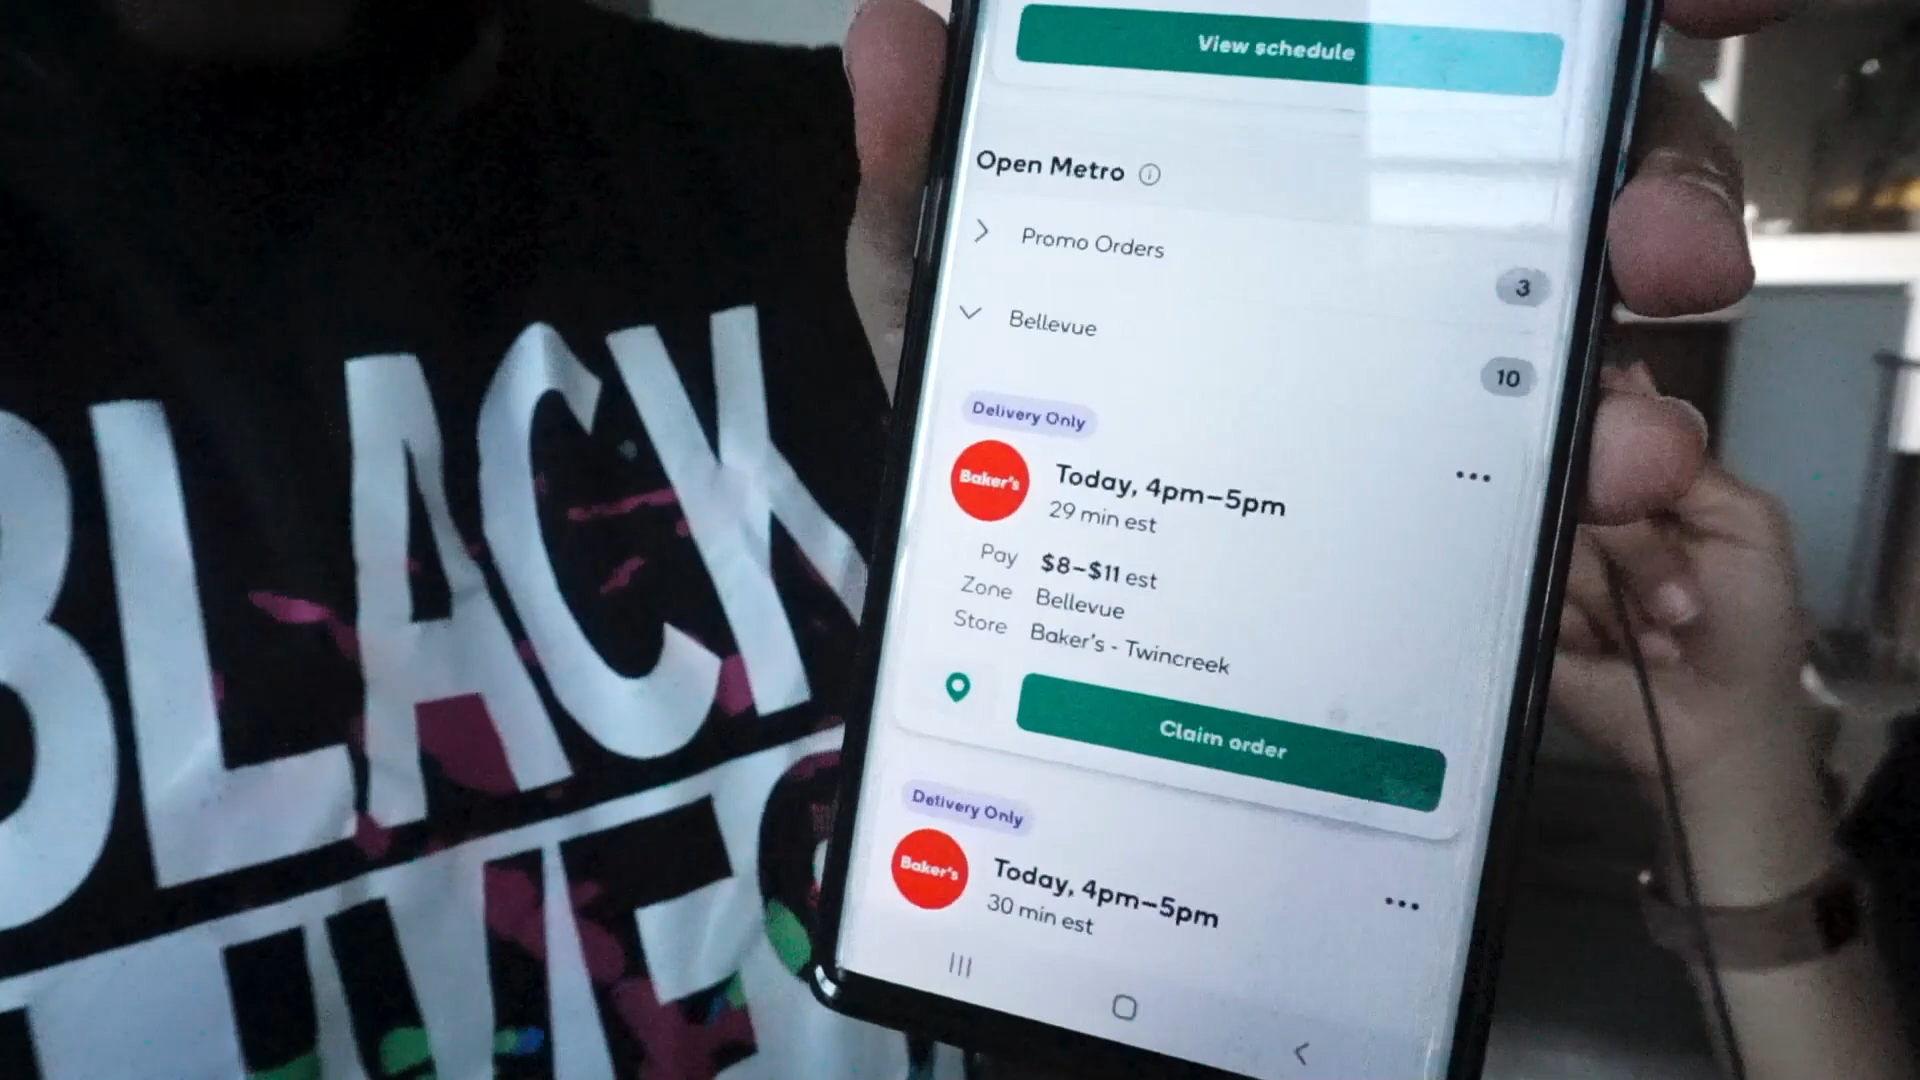 View schedule
Open Metro
Promo Orders
3
Bellevue
10
Delivery Only
Baker's
Today, 4pm–5pm
29 min est
Pay $8–$11 est
Zone Bellevue
Store Baker's - Twincreek
Claim order
Delivery Only
Baker's
Today, 4pm–5pm
30 min est
BLACK